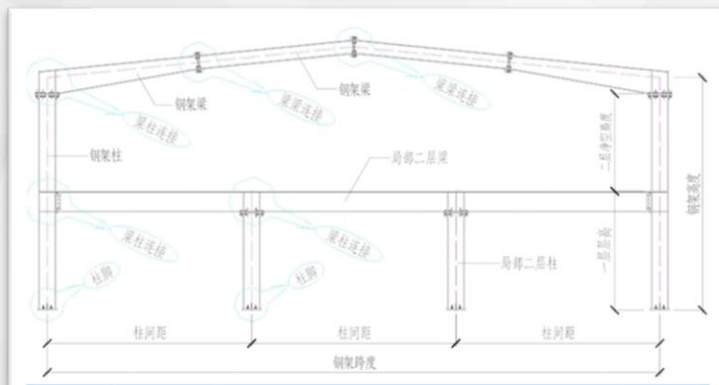 钢架梁
钢架梁
梁柱连接
梁梁连接
梁梁连接
钢架柱
局部二层梁
二层净空高度
钢架高度
梁柱连接
梁柱连接
柱脚
柱脚
局部二层柱
一层层高
柱间距
柱间距
柱间距
钢架跨度